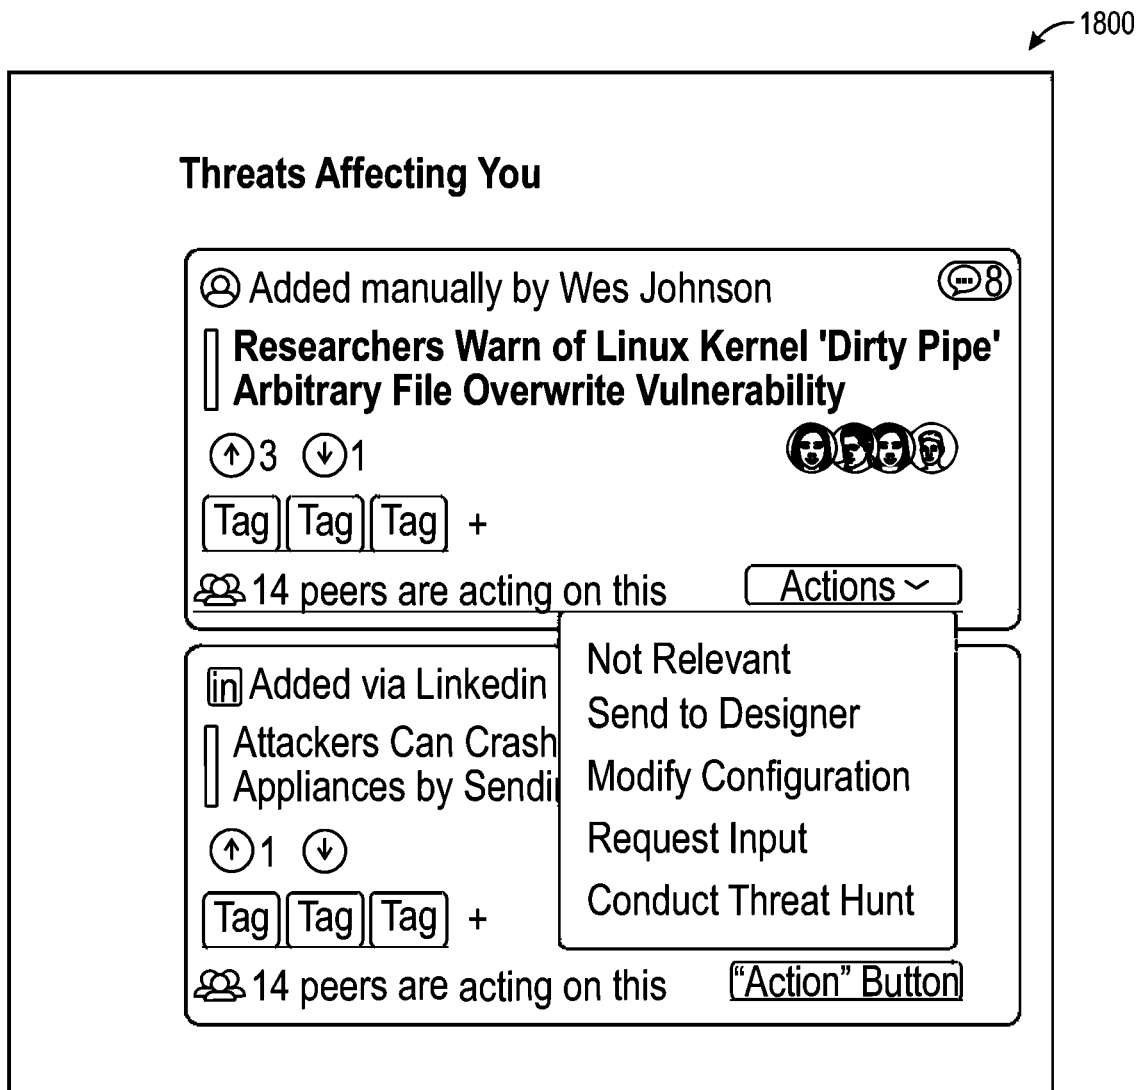 1800
Threats Affecting You
Added manually by Wes Johnson
8
Researchers Warn of Linux Kernel 'Dirty Pipe'
Arbitrary File Overwrite Vulnerability
3 1
Tag Tag Tag +
14 peers are acting on this
Actions
Not Relevant
Send to Designer
Modify Configuration
Request Input
Conduct Threat Hunt
in Added via Linkedin
Attackers Can Crash
Appliances by
1
Tag Tag Tag +
14 peers are acting on this
“Action” Button